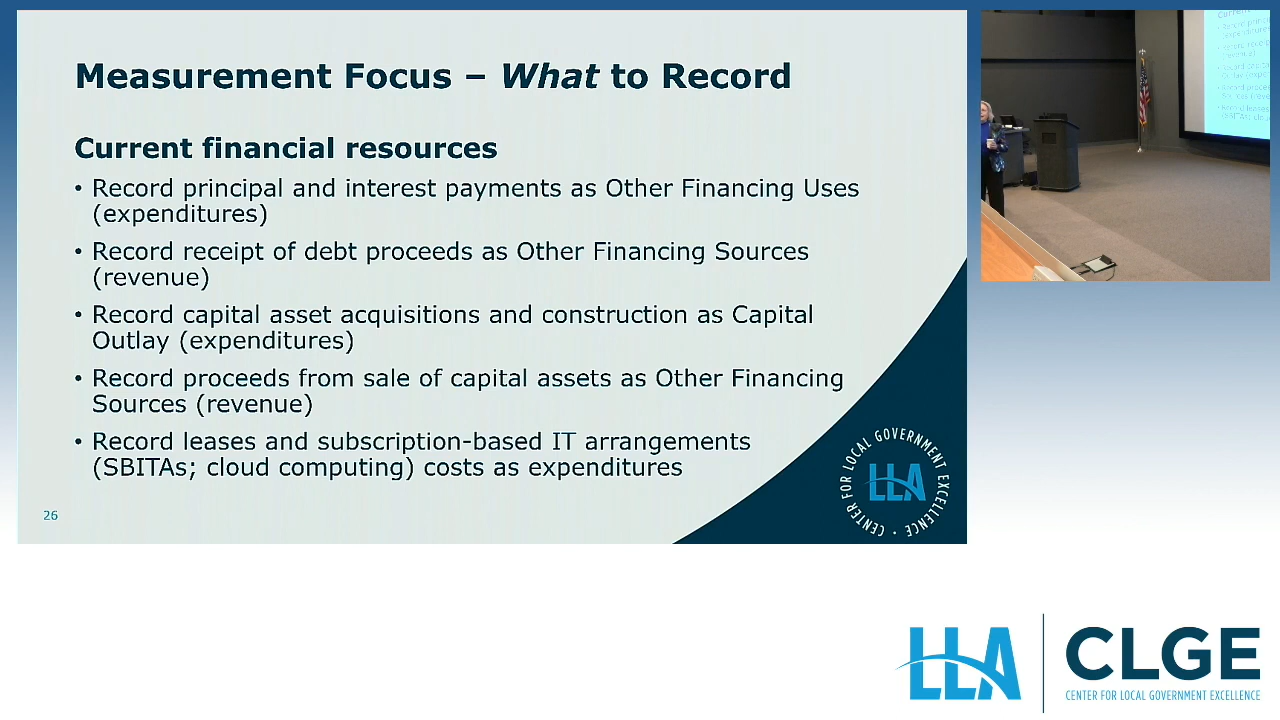 Measurement Focus – What to Record
Current financial resources
• Record principal and interest payments as Other Financing Uses
(expenditures)
• Record receipt of debt proceeds as Other Financing Sources
(revenue)
• Record capital asset acquisitions and construction as Capital
Outlay (expenditures)
• Record proceeds from sale of capital assets as Other Financing
Sources (revenue)
• Record leases and subscription-based IT arrangements
(SBITAs; cloud computing) costs as expenditures
26
CENTER FOR LOCAL GOVERNMENT EXCELLENCE •
LLA
LLA
CLGE
CENTER FOR LOCAL GOVERNMENT EXCELLENCE